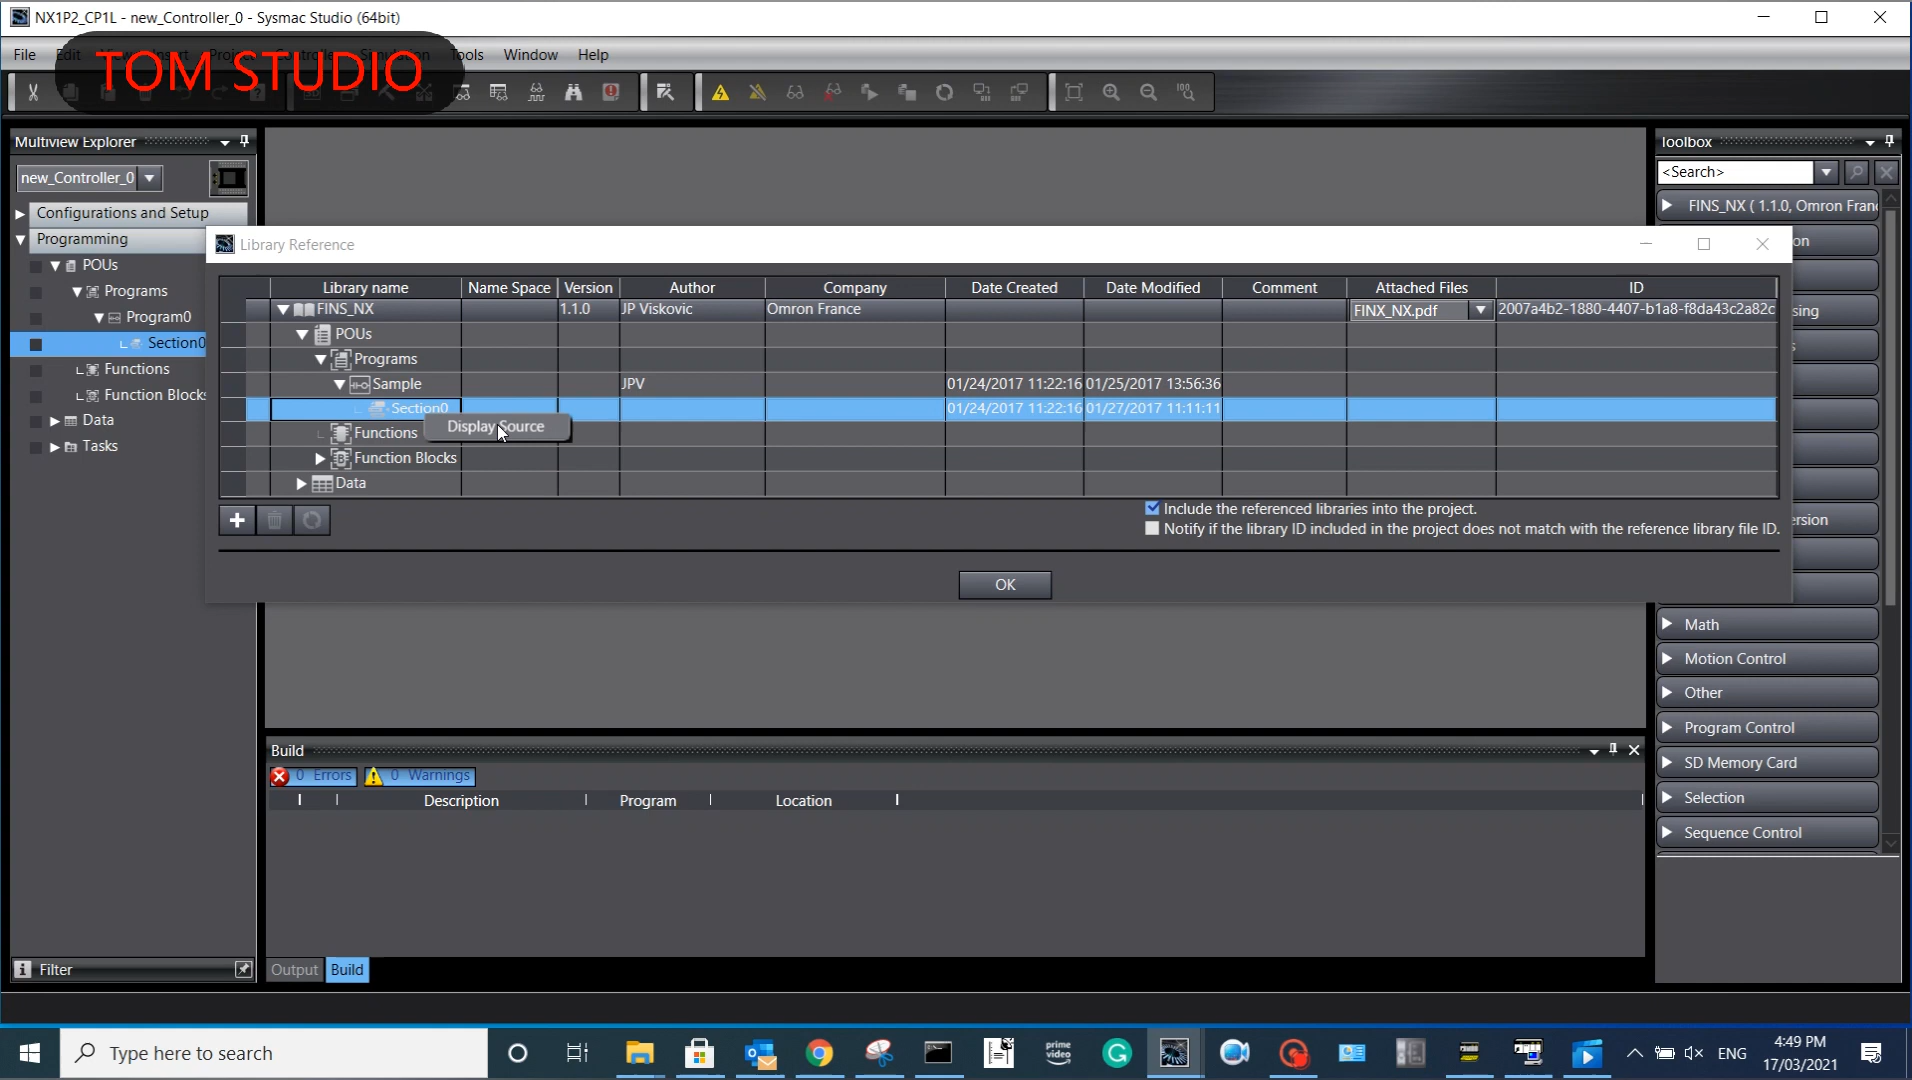 NX1P2_CP1L - new_Controller_0 - Sysmac Studio (64bit)
File Tools Window Help
TOM STUDIO
Multiview Explorer
new_Controller_0
Configurations and Setup
Programming
POUs
Programs
Program0
Section0
Functions
Function Blocks
Data
Tasks
Filter
Library Reference
Library name Name Space Version Author Company Date Created Date Modified Comment Attached Files ID
FINS_NX 1.1.0 JP Viskovic Omron France FINX_NX.pdf 2007a4b2-1880-4407-b1a8-f8da43c2a82c
POUs
Programs
Sample JPV 01/24/2017 11:22:16 01/25/2017 13:56:36
Section0 01/24/2017 11:22:16 01/27/2017 11:11:11
Display Source
Functions
Function Blocks
Data
Include the referenced libraries into the project.
Notify if the library ID included in the project does not match with the reference library file ID.
OK
Build
0 Errors 0 Warnings
Description Program Location
Output Build
Toolbox
<Search>
FINS_NX ( 1.1.0, Omron Fran
Math
Motion Control
Other
Program Control
SD Memory Card
Selection
Sequence Control
Type here to search
prime video
ENG
4:49 PM
17/03/2021